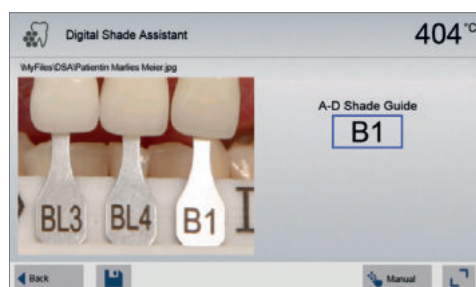 Digital Shade Assistant
404 °C
\MyFiles\DSA\Patientin Marlies Meier.jpg
BL3
BL4
B1
A-D Shade Guide
B1
Back
Manual